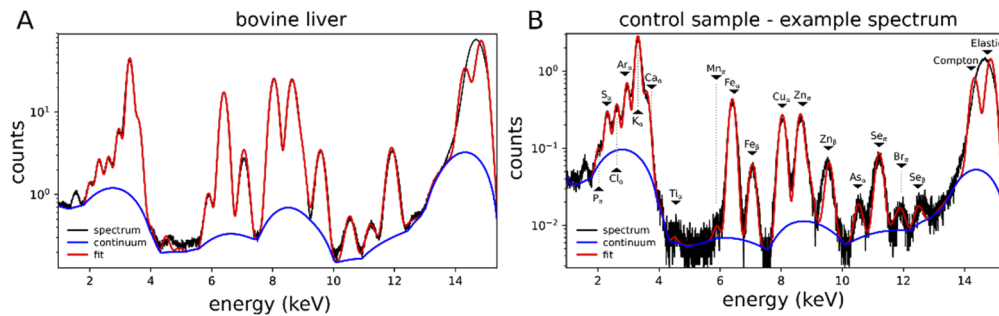 A
bovine liver
counts
10¹
10⁰
spectrum
continuum
fit
2
4
6
8
10
12
14
energy (keV)
B
control sample - example spectrum
counts
10⁰
10⁻¹
10⁻²
Sα
Arα
Kα
Caα
Clα
Pα
Tiα
Mnα
Feα
Feβ
Cuα
Znα
Znβ
Asα
Seα
Brα
Seβ
Compton
Elastic
spectrum
continuum
fit
2
4
6
8
10
12
14
energy (keV)